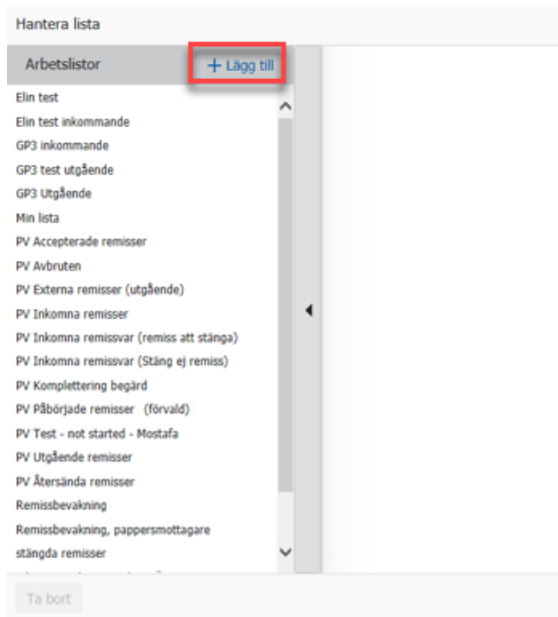 Hantera lista
Arbetslistor + Lägg till
Elin test
Elin test inkommande
GP3 inkommande
GP3 test utgående
GP3 Utgående
Min lista
PV Accepterade remisser
PV Avbruten
PV Externa remisser (utgående)
PV Inkomna remisser
PV Inkomna remissvar (remiss att stänga)
PV Inkomna remissvar (Stäng ej remiss)
PV Komplettering begärd
PV Påbörjade remisser (förvald)
PV Test - not started - Mostafa
PV Utgående remisser
PV Återsända remisser
Remissbevakning
Remissbevakning, pappersmottagare
stängda remisser
Ta bort